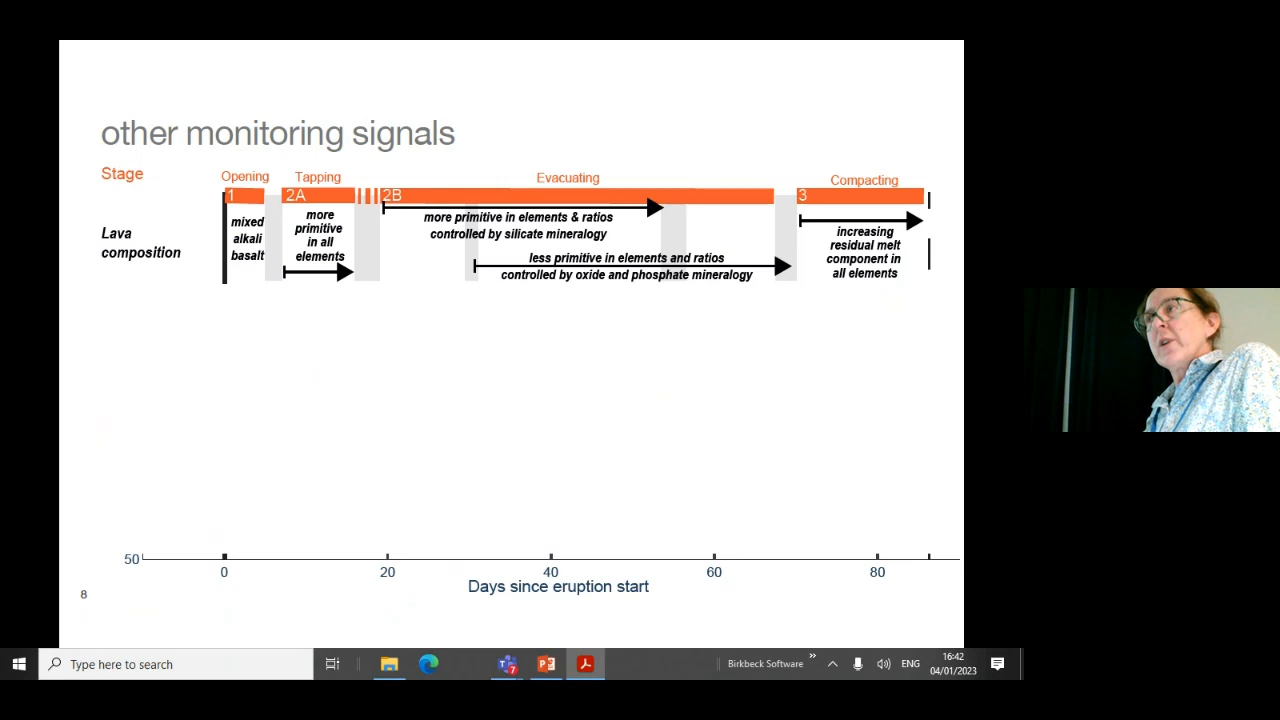 other monitoring signals
Stage
Opening
Tapping
Evacuating
Compacting
1
2A
2B
3
Lava
composition
mixed
alkali
basalt
more
primitive
in all
elements
more primitive in elements & ratios
controlled by silicate mineralogy
less primitive in elements and ratios
controlled by oxide and phosphate mineralogy
increasing
residual melt
component in
all elements
50
0
20
40
60
80
Days since eruption start
8
Type here to search
7
Birkbeck Software
ENG
16:42
04/01/2023